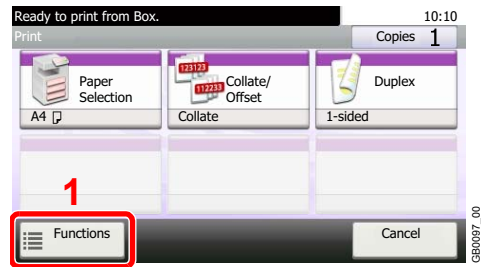 Ready to print from Box.
10:10
Print
Copies 1
123123
112233
Paper
Selection
Collate/
Offset
Duplex
A4
Collate
1-sided
1
Functions
Cancel
GB0097_00